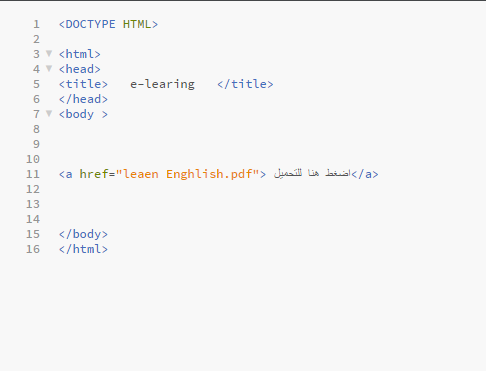 1 <DOCTYPE HTML>
2
3 <html>
4 <head>
5 <title>   e-learing   </title>
6 </head>
7 <body >
8
9
10
11 <a href="leaen Enghlish.pdf"> اضغط هنا للتحميل</a>
12
13
14
15 </body>
16 </html>